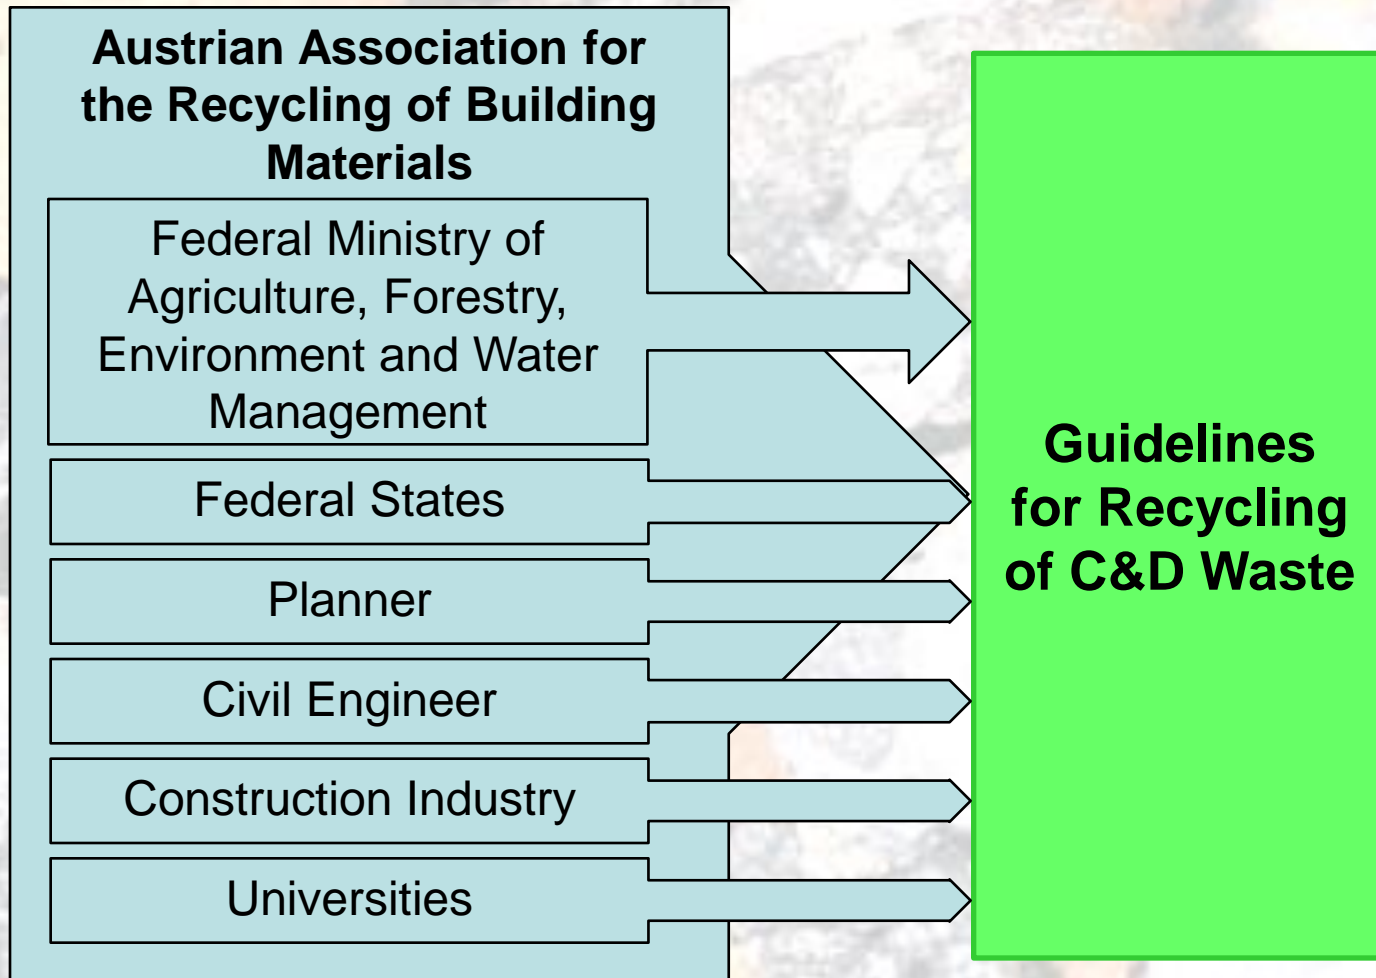 Austrian Association for
the Recycling of Building
Materials
Federal Ministry of
Agriculture, Forestry,
Environment and Water
Management
Federal States
Planner
Civil Engineer
Construction Industry
Universities
Guidelines
for Recycling
of C&D Waste